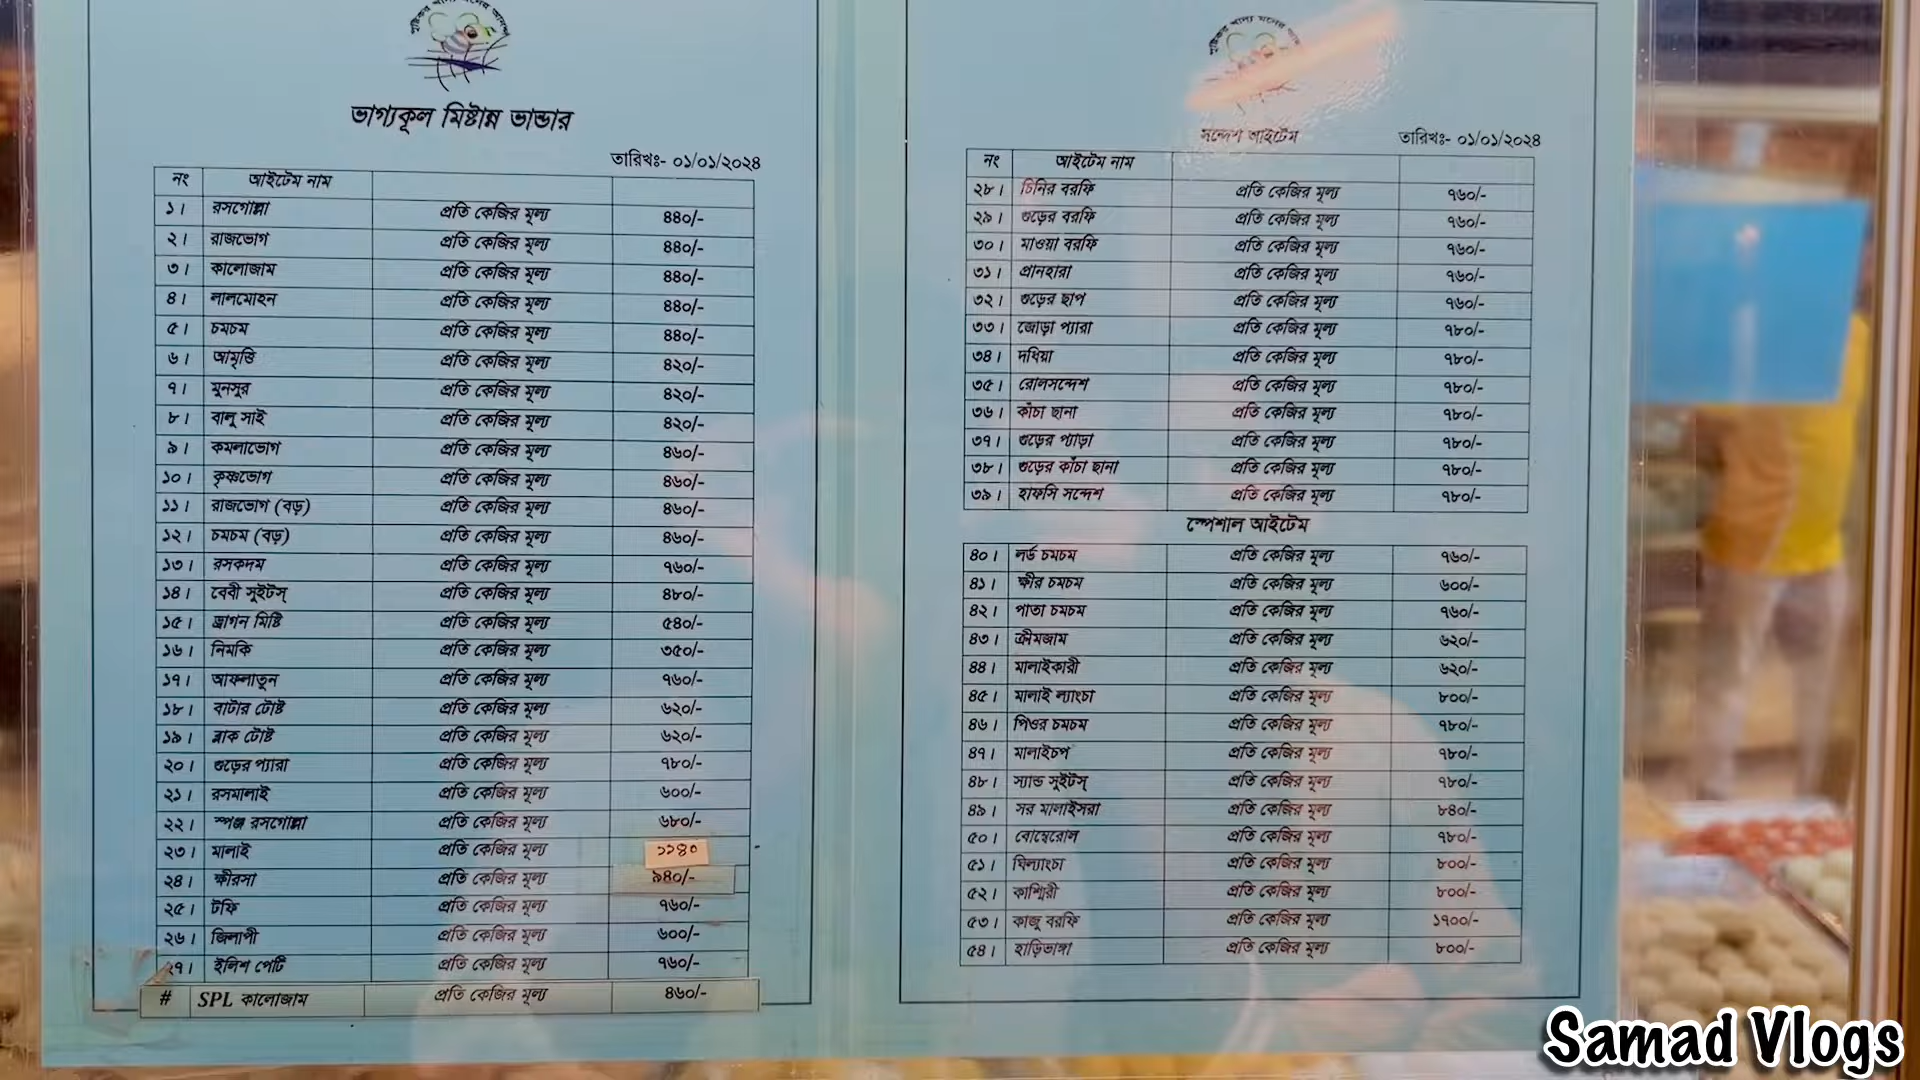 ভাগ্যকূল মিষ্টান্ন ভান্ডার
তারিখঃ- ০১/০১/২০২৪
নং আইটেম নাম
১। রসগোল্লা প্রতি কেজির মূল্য ৪৪০/-
২। রাজভোগ প্রতি কেজির মূল্য ৪৪০/-
৩। কালোজাম প্রতি কেজির মূল্য ৪৪০/-
৪। লালমোহন প্রতি কেজির মূল্য ৪৪০/-
৫। চমচম প্রতি কেজির মূল্য ৪৪০/-
৬। আমৃত্তি প্রতি কেজির মূল্য ৪২০/-
৭। মুনসুর প্রতি কেজির মূল্য ৪২০/-
৮। বালু সাই প্রতি কেজির মূল্য ৪২০/-
৯। কমলাভোগ প্রতি কেজির মূল্য ৪৬০/-
১০। কৃষ্ণভোগ প্রতি কেজির মূল্য ৪৬০/-
১১। রাজভোগ (বড়) প্রতি কেজির মূল্য ৪৬০/-
১২। চমচম (বড়) প্রতি কেজির মূল্য ৪৬০/-
১৩। রসকদম প্রতি কেজির মূল্য ৭৬০/-
১৪। বেবী সুইটস্ প্রতি কেজির মূল্য ৪৮০/-
১৫। ড্রাগন মিষ্টি প্রতি কেজির মূল্য ৫৪০/-
১৬। নিমকি প্রতি কেজির মূল্য ৩৫০/-
১৭। আফলাতুন প্রতি কেজির মূল্য ৭৬০/-
১৮। বাটার টোষ্ট প্রতি কেজির মূল্য ৬২০/-
১৯। ব্লাক টোষ্ট প্রতি কেজির মূল্য ৬২০/-
২০। গুড়ের প্যারা প্রতি কেজির মূল্য ৭৮০/-
২১। রসমালাই প্রতি কেজির মূল্য ৬০০/-
২২। স্পঞ্জ রসগোল্লা প্রতি কেজির মূল্য ৬৮০/-
২৩। মালাই প্রতি কেজির মূল্য ১১৪০
২৪। ক্ষীরসা প্রতি কেজির মূল্য ৯৪০/-
২৫। টফি প্রতি কেজির মূল্য ৭৬০/-
২৬। জিলাপী প্রতি কেজির মূল্য ৬০০/-
২৭। ইলিশ পেটি প্রতি কেজির মূল্য ৭৬০/-
# SPL কালোজাম প্রতি কেজির মূল্য ৪৬০/-
সন্দেশ আইটেম
তারিখঃ- ০১/০১/২০২৪
নং আইটেম নাম
২৮। চিনির বরফি প্রতি কেজির মূল্য ৭৬০/-
২৯। গুড়ের বরফি প্রতি কেজির মূল্য ৭৬০/-
৩০। মাওয়া বরফি প্রতি কেজির মূল্য ৭৬০/-
৩১। প্রানহারা প্রতি কেজির মূল্য ৭৬০/-
৩২। গুড়ের ছাপ প্রতি কেজির মূল্য ৭৬০/-
৩৩। জোড়া প্যারা প্রতি কেজির মূল্য ৭৮০/-
৩৪। দধিয়া প্রতি কেজির মূল্য ৭৮০/-
৩৫। রোলসন্দেশ প্রতি কেজির মূল্য ৭৮০/-
৩৬। কাঁচা ছানা প্রতি কেজির মূল্য ৭৮০/-
৩৭। গুড়ের প্যাড়া প্রতি কেজির মূল্য ৭৮০/-
৩৮। গুড়ের কাঁচা ছানা প্রতি কেজির মূল্য ৭৮০/-
৩৯। হাফসি সন্দেশ প্রতি কেজির মূল্য ৭৮০/-
স্পেশাল আইটেম
৪০। লর্ড চমচম প্রতি কেজির মূল্য ৭৬০/-
৪১। ক্ষীর চমচম প্রতি কেজির মূল্য ৬০০/-
৪২। পাতা চমচম প্রতি কেজির মূল্য ৭৬০/-
৪৩। ক্রীমজাম প্রতি কেজির মূল্য ৬২০/-
৪৪। মালাইকারী প্রতি কেজির মূল্য ৬২০/-
৪৫। মালাই ল্যাংচা প্রতি কেজির মূল্য ৮০০/-
৪৬। পিওর চমচম প্রতি কেজির মূল্য ৭৮০/-
৪৭। মালাইচপ প্রতি কেজির মূল্য ৭৮০/-
৪৮। স্যান্ড সুইটস্ প্রতি কেজির মূল্য ৭৮০/-
৪৯। সর মালাইসরা প্রতি কেজির মূল্য ৮৪০/-
৫০। বোম্বেরোল প্রতি কেজির মূল্য ৭৮০/-
৫১। ঘিল্যাংচা প্রতি কেজির মূল্য ৮০০/-
৫২। কাশ্মিরী প্রতি কেজির মূল্য ৮০০/-
৫৩। কাজু বরফি প্রতি কেজির মূল্য ১৭০০/-
৫৪। হাড়িভাঙ্গা প্রতি কেজির মূল্য ৮০০/-
Samad Vlogs